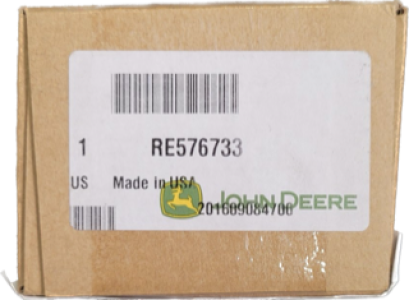 1 RE576733
US Made in USA
JOHN DEERE
201609084700